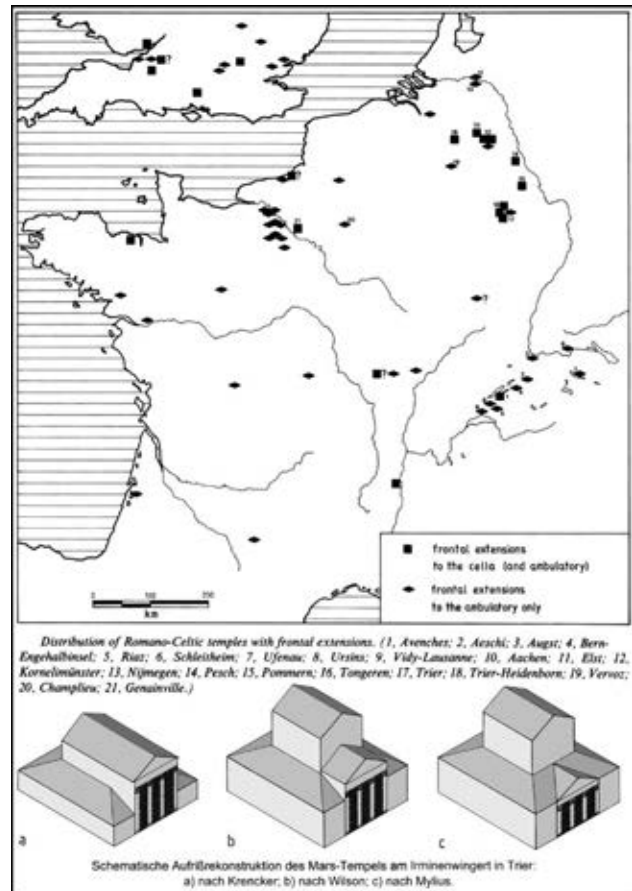 frontal extensions
to the cella (and ambulatory)
frontal extensions
to the ambulatory only
0 100 200
km
Distribution of Romano-Celtic temples with frontal extensions. (1, Avenches; 2, Aeschi; 3, Augst; 4, Bern-
Engehalbinsel; 5, Riaz; 6, Schleitheim; 7, Ufenau; 8, Ursins; 9, Vidy-Lausanne; 10, Aachen; 11, Elst; 12,
Kornelimünster; 13, Nijmegen; 14, Pesch; 15, Pommern; 16, Tongeren; 17, Trier; 18, Trier-Heidenborn; 19, Vervoz;
20, Champlieu; 21, Genainville.)
a
b
c
Schematische Aufrißrekonstruktion des Mars-Tempels am Irminenwingert in Trier:
a) nach Krencker; b) nach Wilson; c) nach Mylius.